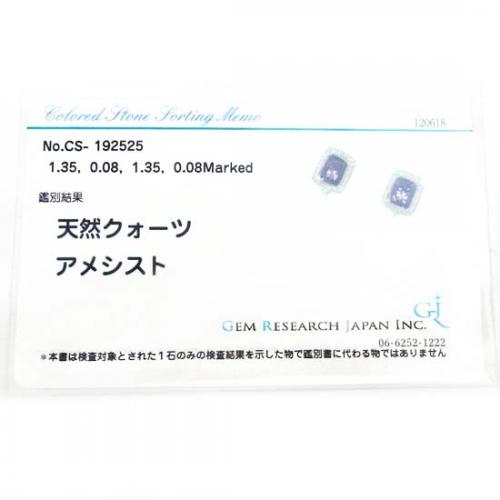 Colored Stone Sorting Memo
120618
No.CS- 192525
1.35, 0.08, 1.35, 0.08Marked
鑑別結果
天然クォーツ
アメシスト
GJ
GEM RESEARCH JAPAN INC.
06-6252-1222
*本書は検査対象とされた1石のみの検査結果を示した物で鑑別書に代わる物ではありません